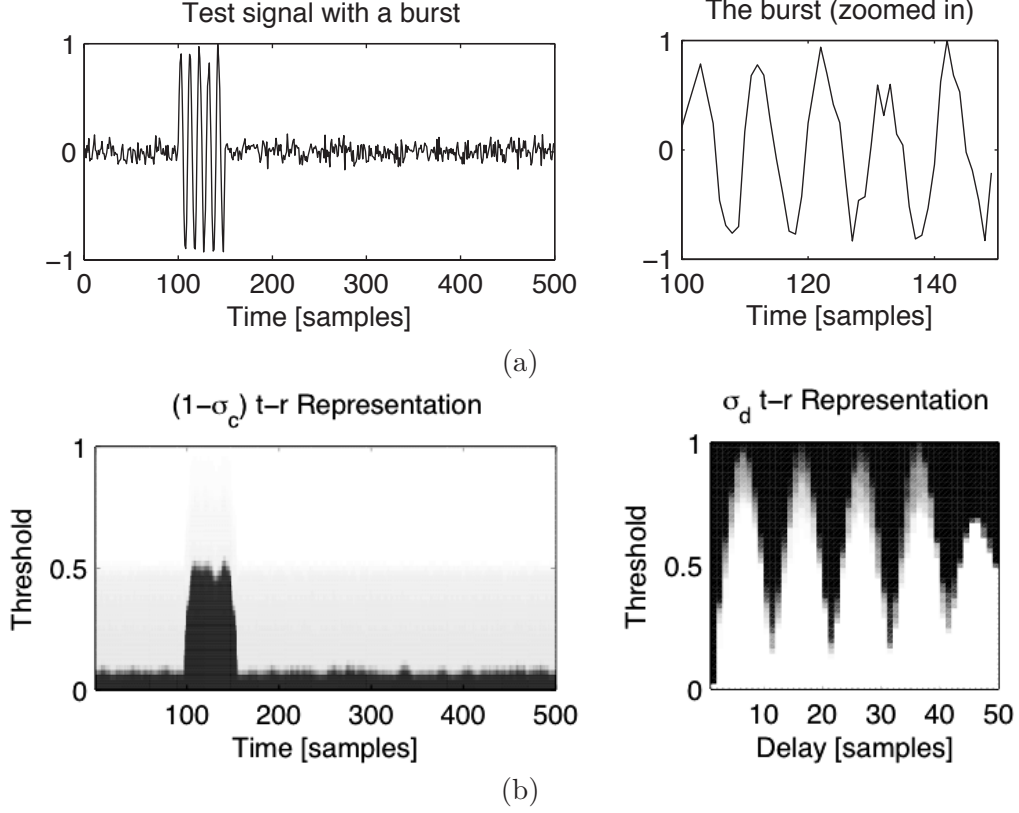 Test signal with a burst
1
0
−1
0 100 200 300 400 500
Time [samples]
The burst (zoomed in)
1
0
−1
100 120 140
Time [samples]
(a)
(1−σc) t−r Representation
1
0.5
0
Threshold
100 200 300 400 500
Time [samples]
σd t−r Representation
1
0.5
0
Threshold
10 20 30 40 50
Delay [samples]
(b)